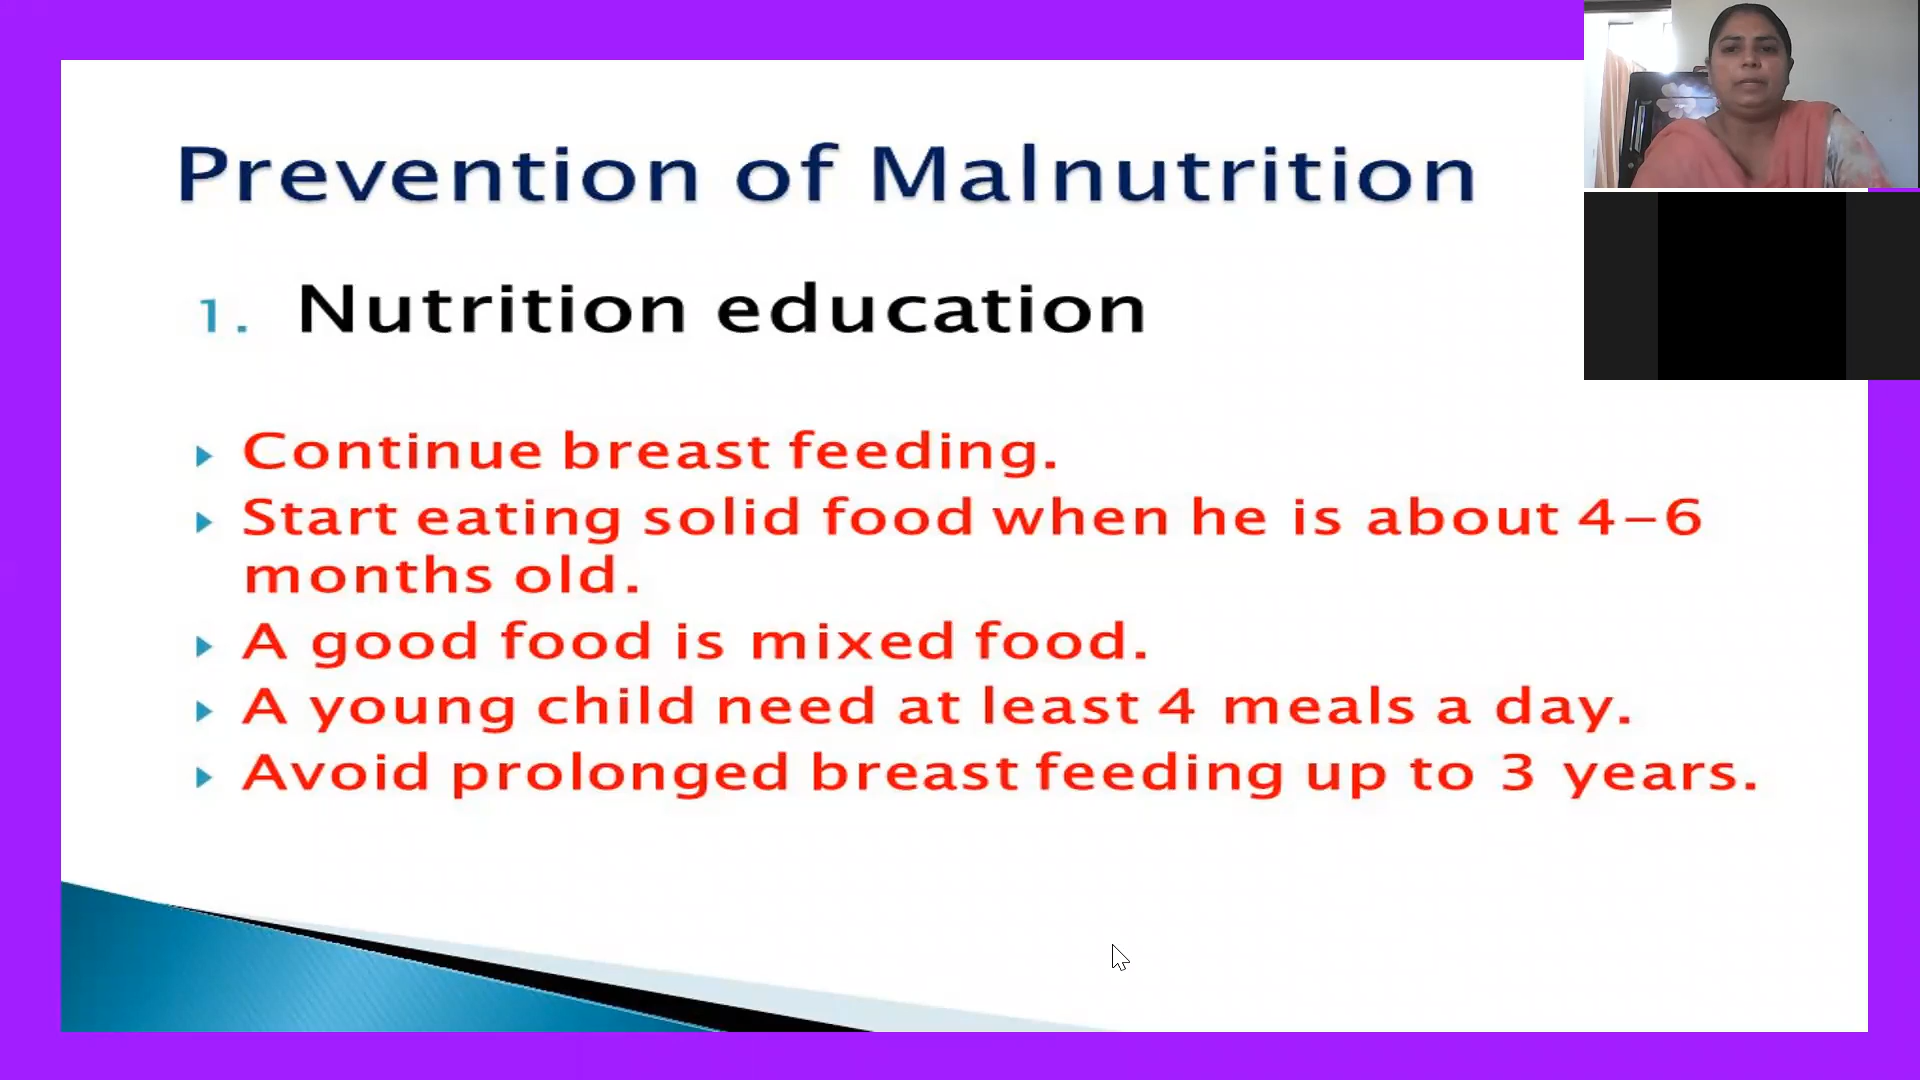 Prevention of Malnutrition
1. Nutrition education
Continue breast feeding.
Start eating solid food when he is about 4-6
months old.
A good food is mixed food.
A young child need at least 4 meals a day.
Avoid prolonged breast feeding up to 3 years.